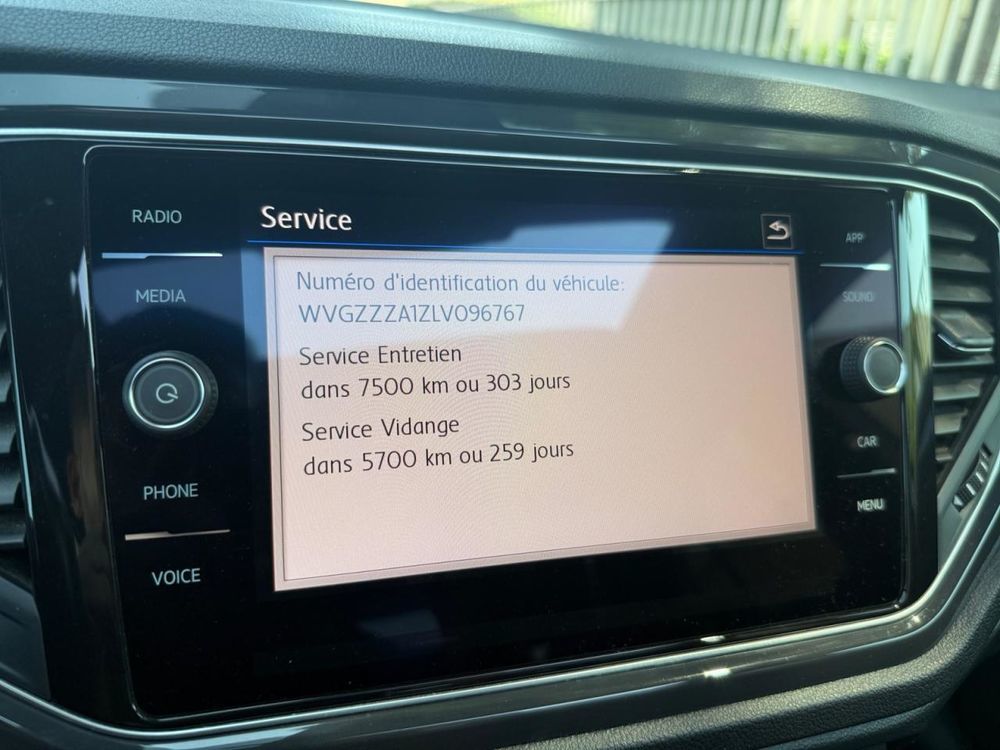 RADIO
MEDIA
PHONE
VOICE
Service
Numéro d'identification du véhicule:
WVGZZZA1ZLV096767
Service Entretien
dans 7500 km ou 303 jours
Service Vidange
dans 5700 km ou 259 jours
APP
SOUND
CAR
MENU